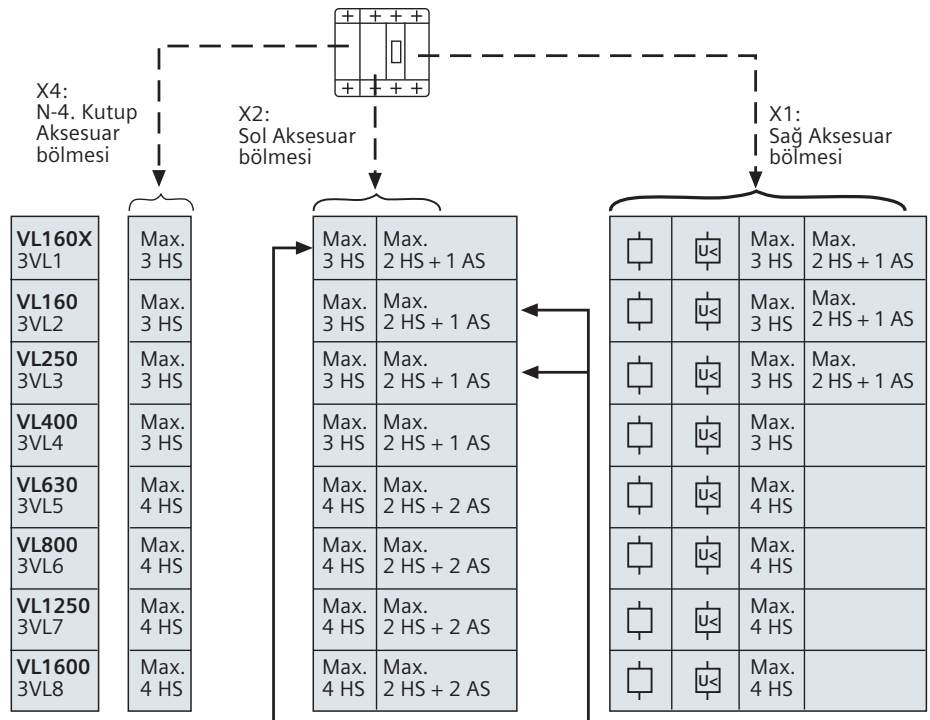 X4:
N-4. Kutup
Aksesuar
bölmesi
X2:
Sol Aksesuar
bölmesi
X1:
Sağ Aksesuar
bölmesi
VL160X
3VL1
Max.
3 HS
Max.
3 HS
Max.
2 HS + 1 AS
U<
Max.
3 HS
Max.
2 HS + 1 AS
VL160
3VL2
Max.
3 HS
Max.
3 HS
Max.
2 HS + 1 AS
U<
Max.
3 HS
Max.
2 HS + 1 AS
VL250
3VL3
Max.
3 HS
Max.
3 HS
Max.
2 HS + 1 AS
U<
Max.
3 HS
Max.
2 HS + 1 AS
VL400
3VL4
Max.
3 HS
Max.
3 HS
Max.
2 HS + 1 AS
U<
Max.
3 HS
VL630
3VL5
Max.
4 HS
Max.
4 HS
Max.
2 HS + 2 AS
U<
Max.
4 HS
VL800
3VL6
Max.
4 HS
Max.
4 HS
Max.
2 HS + 2 AS
U<
Max.
4 HS
VL1250
3VL7
Max.
4 HS
Max.
4 HS
Max.
2 HS + 2 AS
U<
Max.
4 HS
VL1600
3VL8
Max.
4 HS
Max.
4 HS
Max.
2 HS + 2 AS
U<
Max.
4 HS